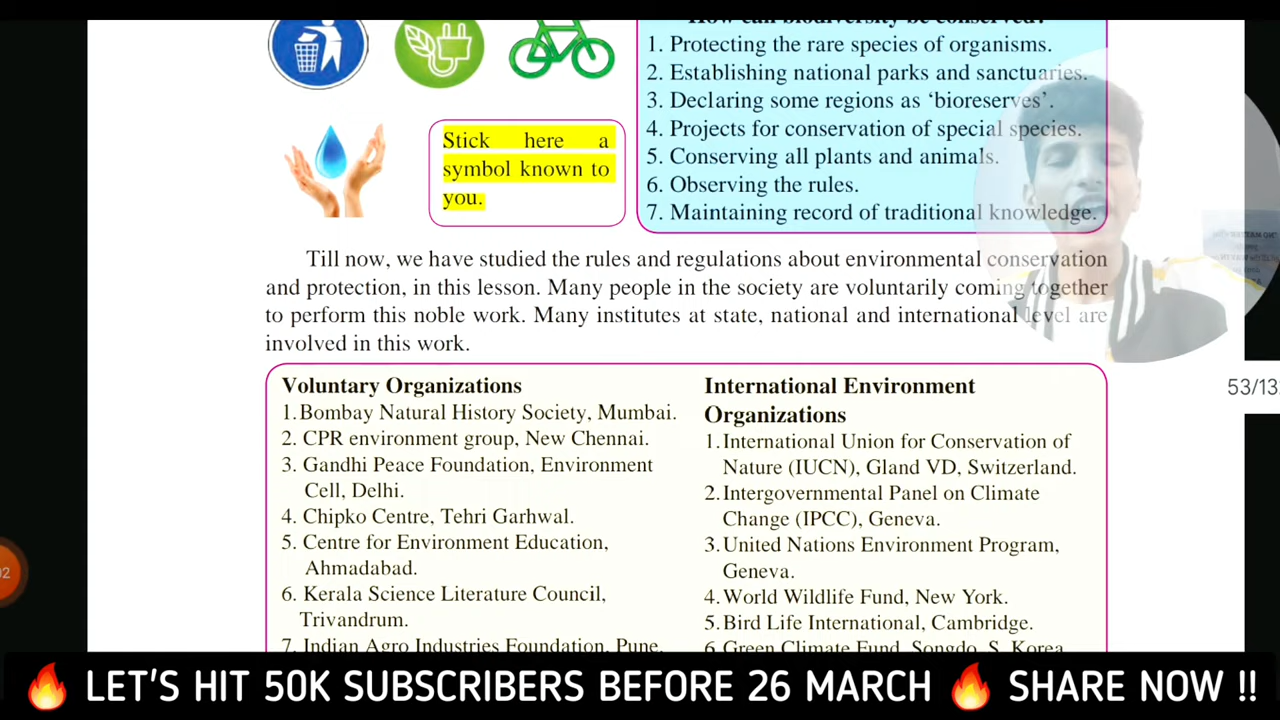 How can biodiversity be conserved?
1. Protecting the rare species of organisms.
2. Establishing national parks and sanctuaries.
3. Declaring some regions as ‘bioreserves’.
4. Projects for conservation of special species.
5. Conserving all plants and animals.
6. Observing the rules.
7. Maintaining record of traditional knowledge.
Stick here a
symbol known to
you.
Till now, we have studied the rules and regulations about environmental conservation
and protection, in this lesson. Many people in the society are voluntarily coming together
to perform this noble work. Many institutes at state, national and international level are
involved in this work.
53/13
Voluntary Organizations
1. Bombay Natural History Society, Mumbai.
2. CPR environment group, New Chennai.
3. Gandhi Peace Foundation, Environment
Cell, Delhi.
4. Chipko Centre, Tehri Garhwal.
5. Centre for Environment Education,
Ahmadabad.
6. Kerala Science Literature Council,
Trivandrum.
7. Indian Agro Industries Foundation, Pune.
International Environment
Organizations
1. International Union for Conservation of
Nature (IUCN), Gland VD, Switzerland.
2. Intergovernmental Panel on Climate
Change (IPCC), Geneva.
3. United Nations Environment Program,
Geneva.
4. World Wildlife Fund, New York.
5. Bird Life International, Cambridge.
6. Green Climate Fund, Songdo, S. Korea
LET’S HIT 50K SUBSCRIBERS BEFORE 26 MARCH SHARE NOW !!